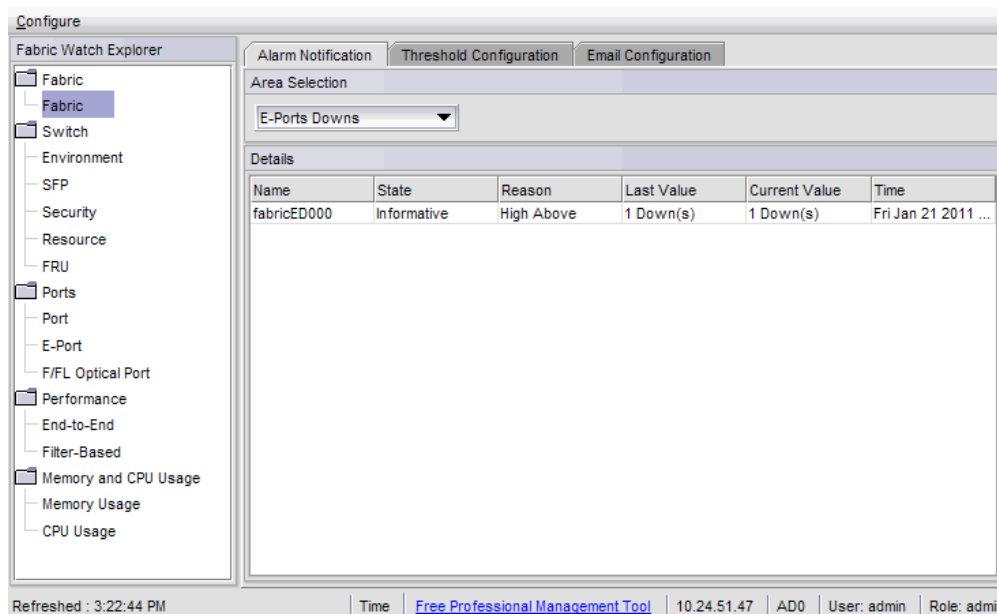 Configure
Fabric Watch Explorer
Fabric
Fabric
Switch
Environment
SFP
Security
Resource
FRU
Ports
Port
E-Port
F/FL Optical Port
Performance
End-to-End
Filter-Based
Memory and CPU Usage
Memory Usage
CPU Usage
Alarm Notification Threshold Configuration Email Configuration
Area Selection
E-Ports Downs
Details
Name State Reason Last Value Current Value Time
fabricED000 Informative High Above 1 Down(s) 1 Down(s) Fri Jan 21 2011 ...
Refreshed : 3:22:44 PM Time Free Professional Management Tool 10.24.51.47 AD0 User: admin Role: admi